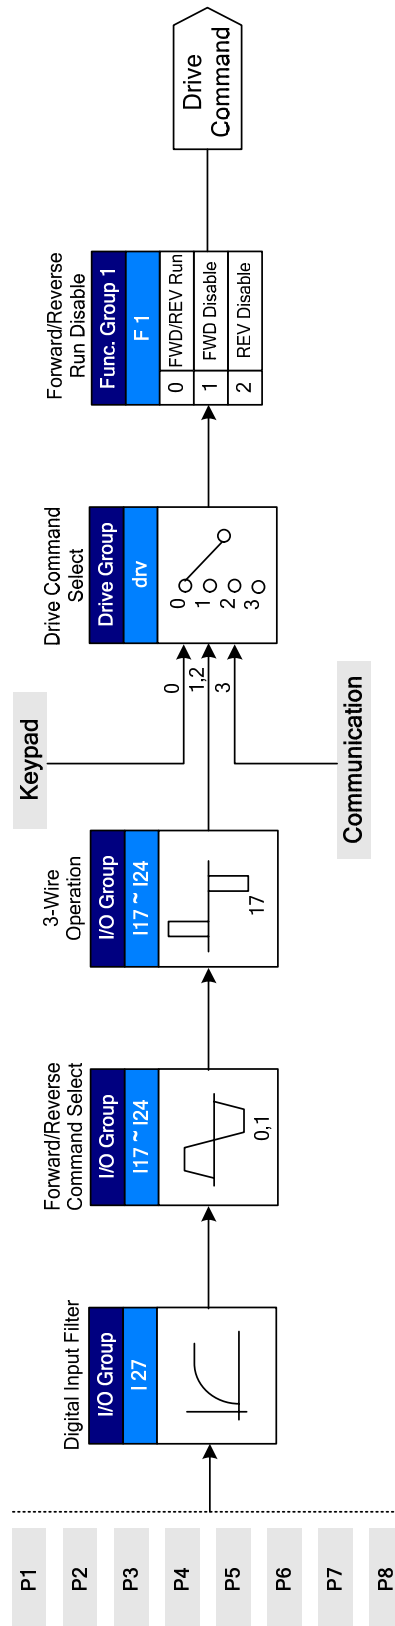 P1
P2
P3
P4
P5
P6
P7
P8
Digital Input Filter
I/O Group
I 27
Forward/Reverse
Command Select
I/O Group
I17 ~ I24
0,1
3-Wire
Operation
I/O Group
I17 ~ I24
17
Keypad
Communication
0
1,2
3
Drive Command
Select
Drive Group
drv
0
1
2
3
Forward/Reverse
Run Disable
Func. Group 1
F 1
0 FWD/REV Run
1 FWD Disable
2 REV Disable
Drive
Command